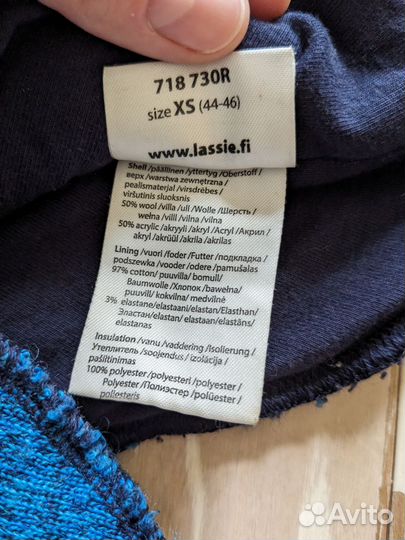 718 730R
size XS (44-46)
www.lassie.fi
Shell /päällinen /yttertyg /Oberstoff /
верх /warstwa zewnętrzna /
pealismaterjal /virsdrēbes /
viršutinis sluoksnis
50% wool /villa /ull /Wolle /Шерсть /
wełna /vill /vilna /vilna
50% acrylic /akryyli /akryl /Acryl /Акрил /
akryl /akrüül /akrila /akrilas
Lining /vuori /foder /Futter /подкладка /
podszewka /vooder /odere /pamušalas
97% cotton/ puuvilla/ bomull/
Baumwolle /Хлопок /bawełna /
puuvill/ kokvilna / medvilnė
3% elastane/elastaani/elastan/Elasthan/
Эластан/elastan/ elastaan/elastāns/
elastanas
Insulation /vanu /vaddering /Isolierung /
Утеплитель /soojendus / izolācija /
pašiltinimas
100% polyester /polyesteri /polyester /
Polyester /Полиэстер /polüester /
poliesteris
Avito